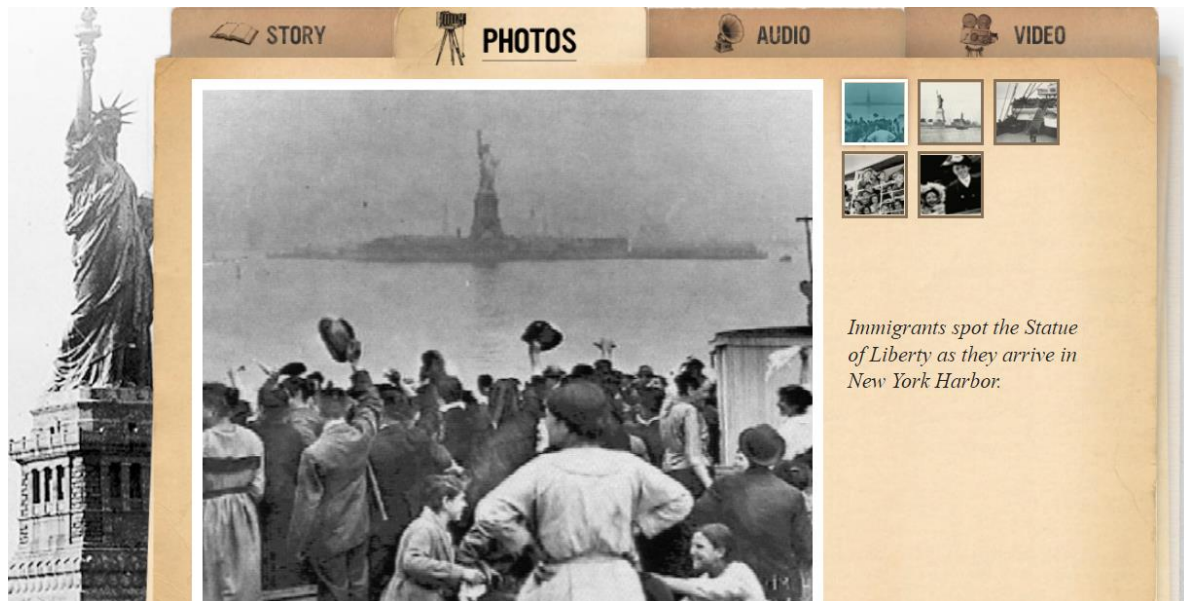 STORY
PHOTOS
AUDIO
VIDEO
Immigrants spot the Statue
of Liberty as they arrive in
New York Harbor.